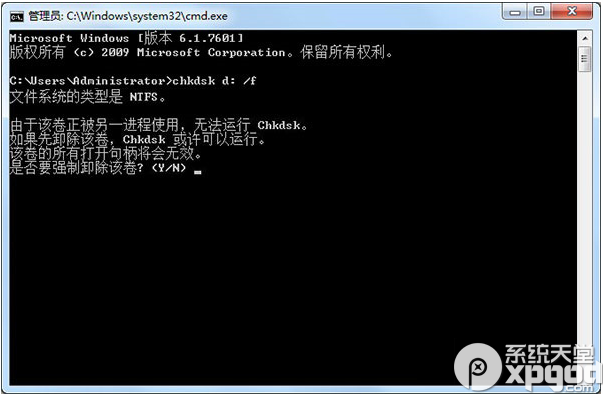 管理员: C:\Windows\system32\cmd.exe
Microsoft Windows [版本 6.1.7601]
版权所有 (c) 2009 Microsoft Corporation。保留所有权利。
C:\Users\Administrator>chkdsk d: /f
文件系统的类型是 NTFS。
由于该卷正被另一进程使用，无法运行 Chkdsk。
如果先卸除该卷，Chkdsk 或许可以运行。
该卷的所有打开句柄将会无效。
是否要强制卸除该卷? (Y/N)
系统天堂
xpgod
.com